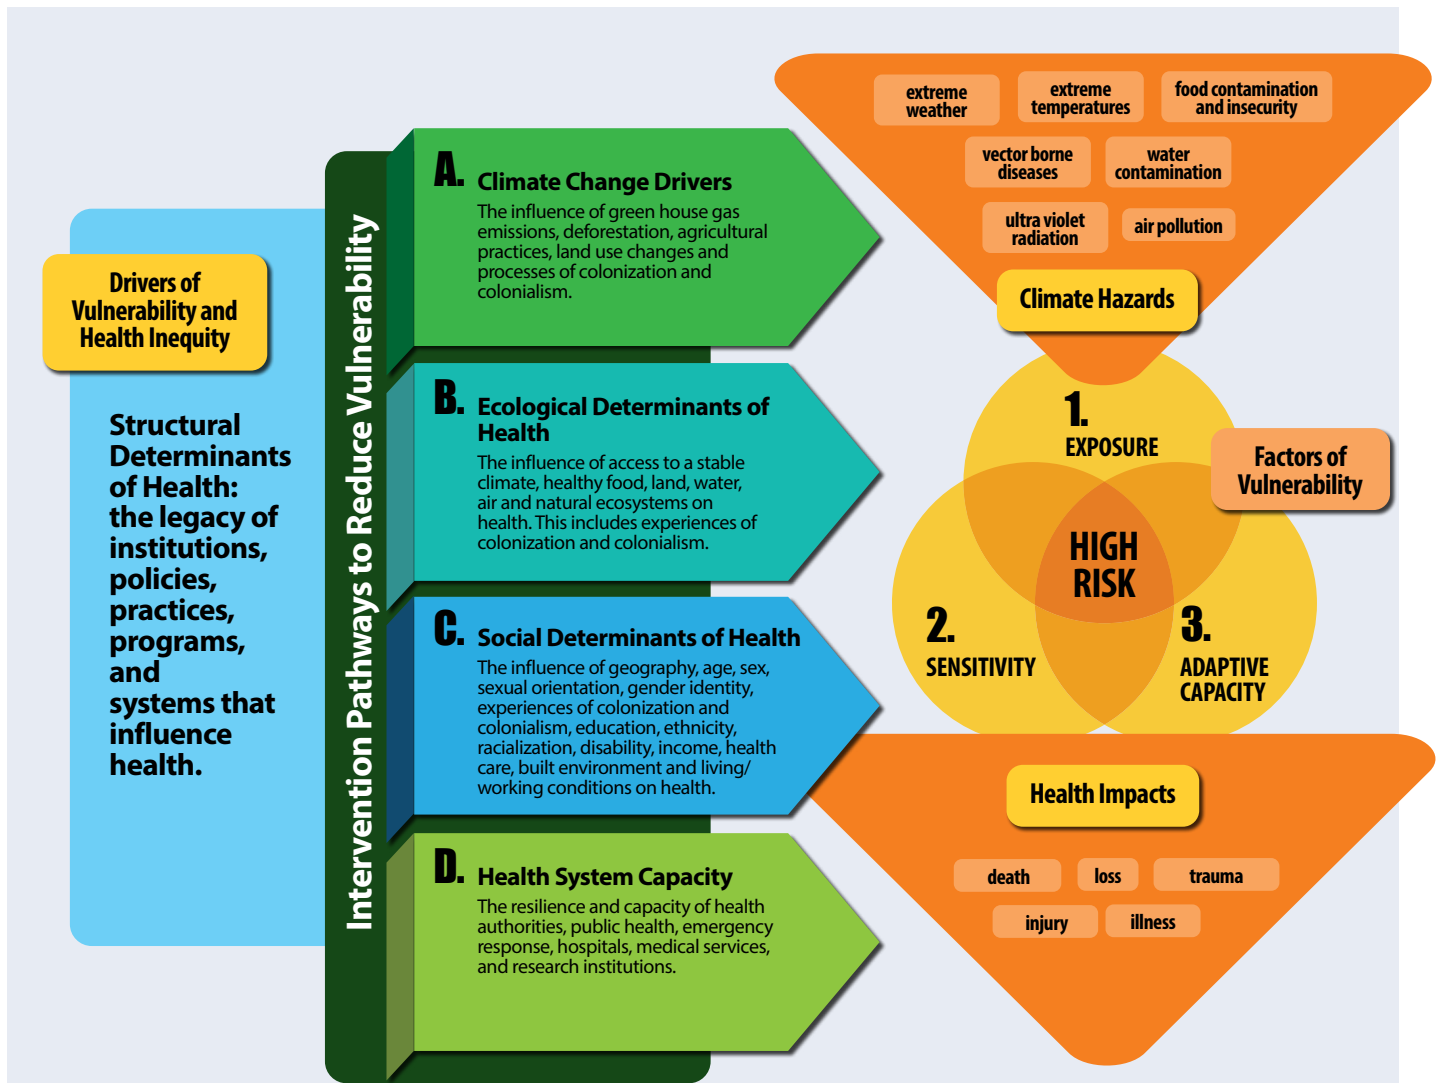 Drivers of
Vulnerability and
Health Inequity
Structural
Determinants
of Health:
the legacy of
institutions,
policies,
practices,
programs,
and
systems that
influence
health.
Intervention Pathways to Reduce Vulnerability
A. Climate Change Drivers
The influence of green house gas
emissions, deforestation, agricultural
practices, land use changes and
processes of colonization and
colonialism.
B. Ecological Determinants of
Health
The influence of access to a stable
climate, healthy food, land, water,
air and natural ecosystems on
health. This includes experiences of
colonization and colonialism.
C. Social Determinants of Health
The influence of geography, age, sex,
sexual orientation, gender identity,
experiences of colonization and
colonialism, education, ethnicity,
racialization, disability, income, health
care, built environment and living/
working conditions on health.
D. Health System Capacity
The resilience and capacity of health
authorities, public health, emergency
response, hospitals, medical services,
and research institutions.
extreme
weather
extreme
temperatures
food contamination
and insecurity
vector borne
diseases
water
contamination
ultra violet
radiation
air pollution
Climate Hazards
1.
EXPOSURE
Factors of
Vulnerability
HIGH
RISK
2.
SENSITIVITY
3.
ADAPTIVE
CAPACITY
Health Impacts
death
loss
trauma
injury
illness